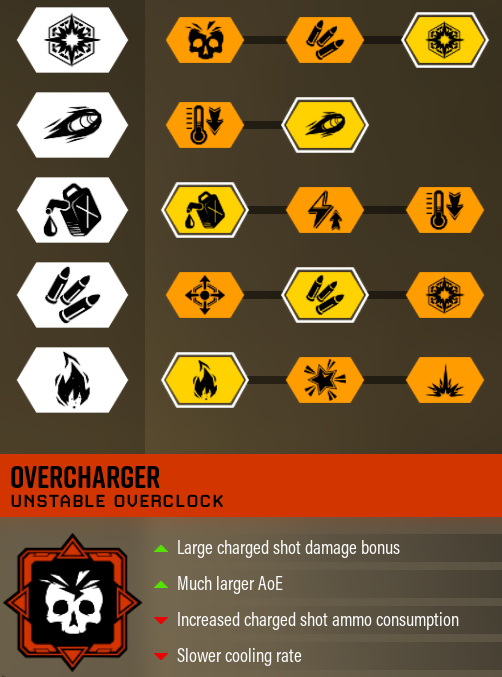 OVERCHARGER
UNSTABLE OVERCLOCK
Large charged shot damage bonus
Much larger AoE
Increased charged shot ammo consumption
Slower cooling rate